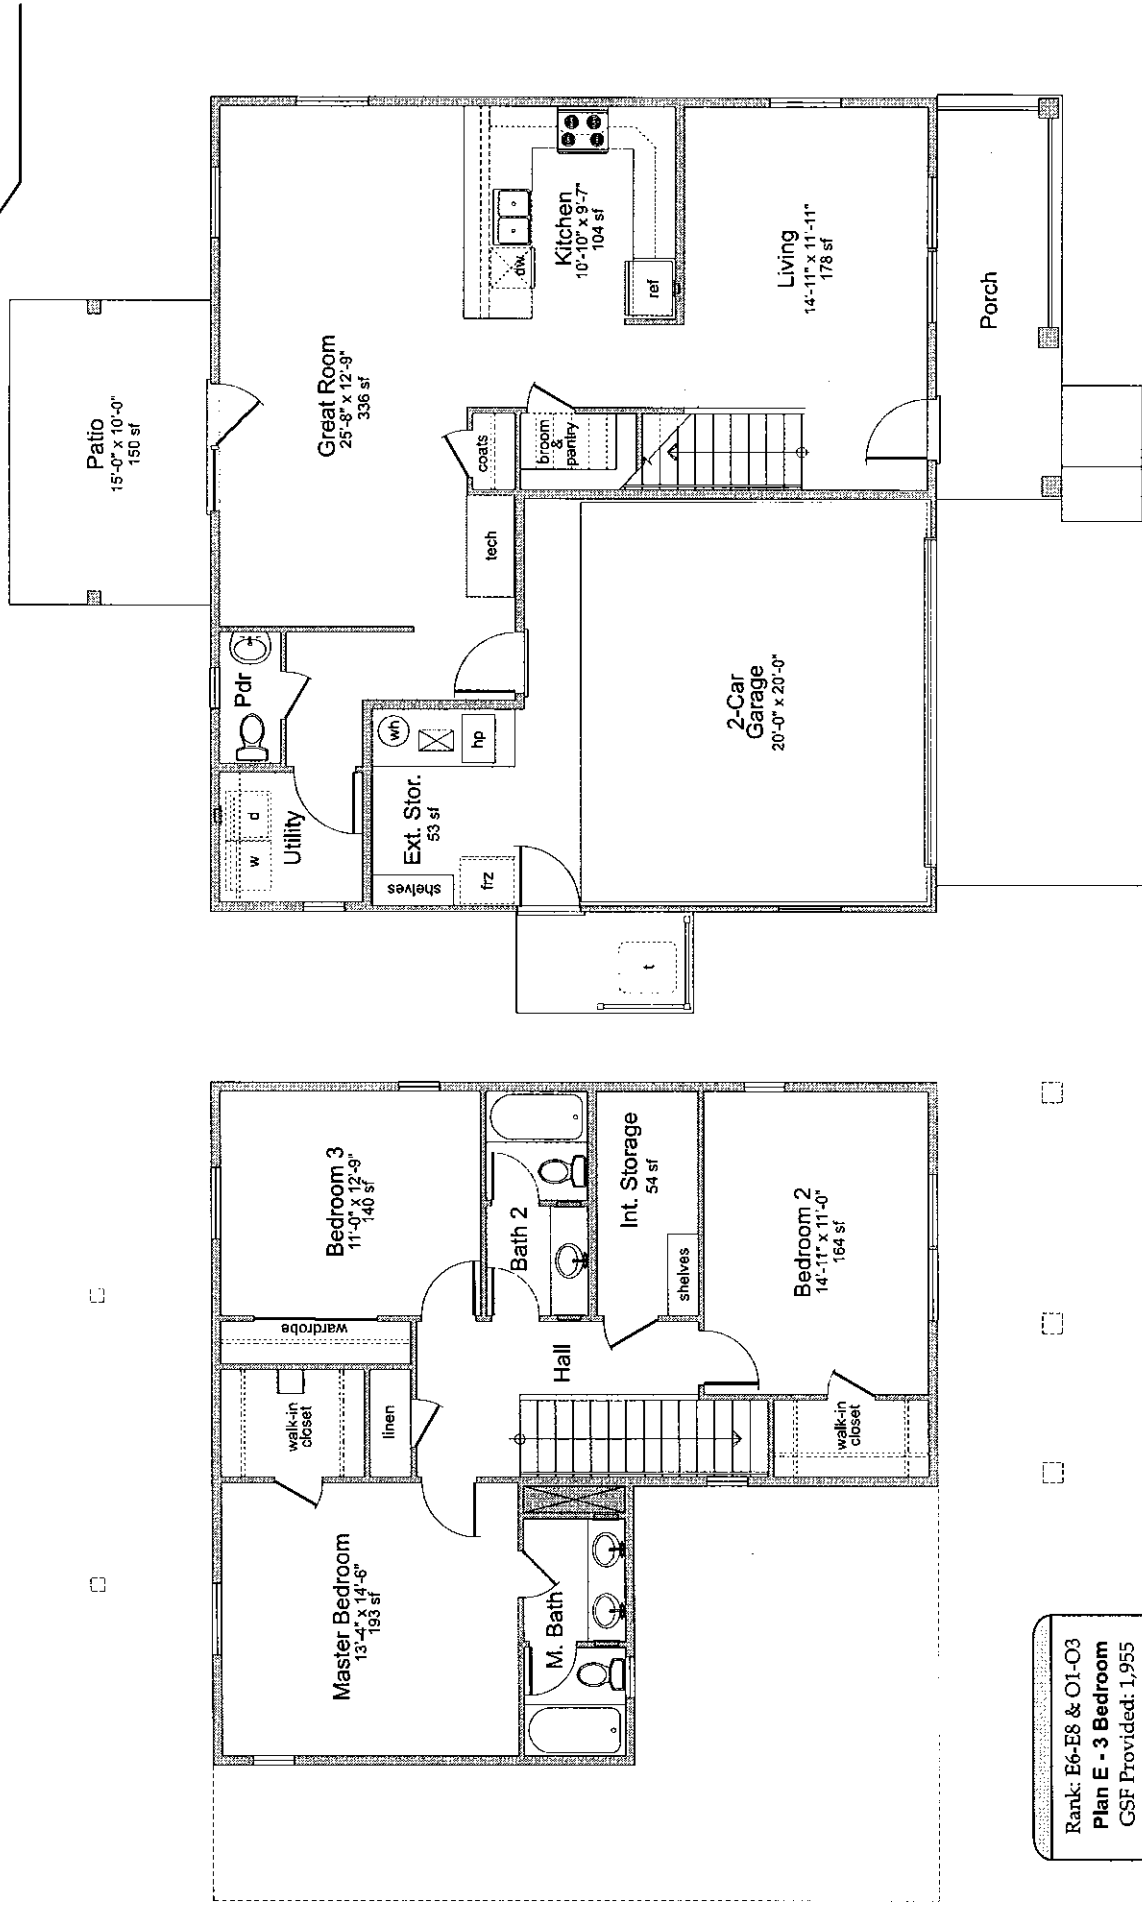 Patio
15'-0" x 10'-0"
150 sf
Great Room
25'-8" x 12'-9"
336 sf
Kitchen
10'-10" x 9'-7"
104 sf
dw
ref
Living
14'-11" x 11'-11"
178 sf
Porch
coats
broom
&
pantry
tech
Pdr
Utility
w
d
wh
hp
Ext. Stor.
53 sf
shelves
frz
2-Car
Garage
20'-0" x 20'-0"
t
Bedroom 3
11'-0" x 12'-9"
140 sf
wardrobe
Bath 2
Int. Storage
54 sf
shelves
Bedroom 2
14'-11" x 11'-0"
164 sf
Hall
walk-in
closet
linen
walk-in
closet
Master Bedroom
13'-4" x 14'-6"
193 sf
M. Bath
Rank: E6-E8 & O1-O3
Plan E - 3 Bedroom
GSF Provided: 1,955